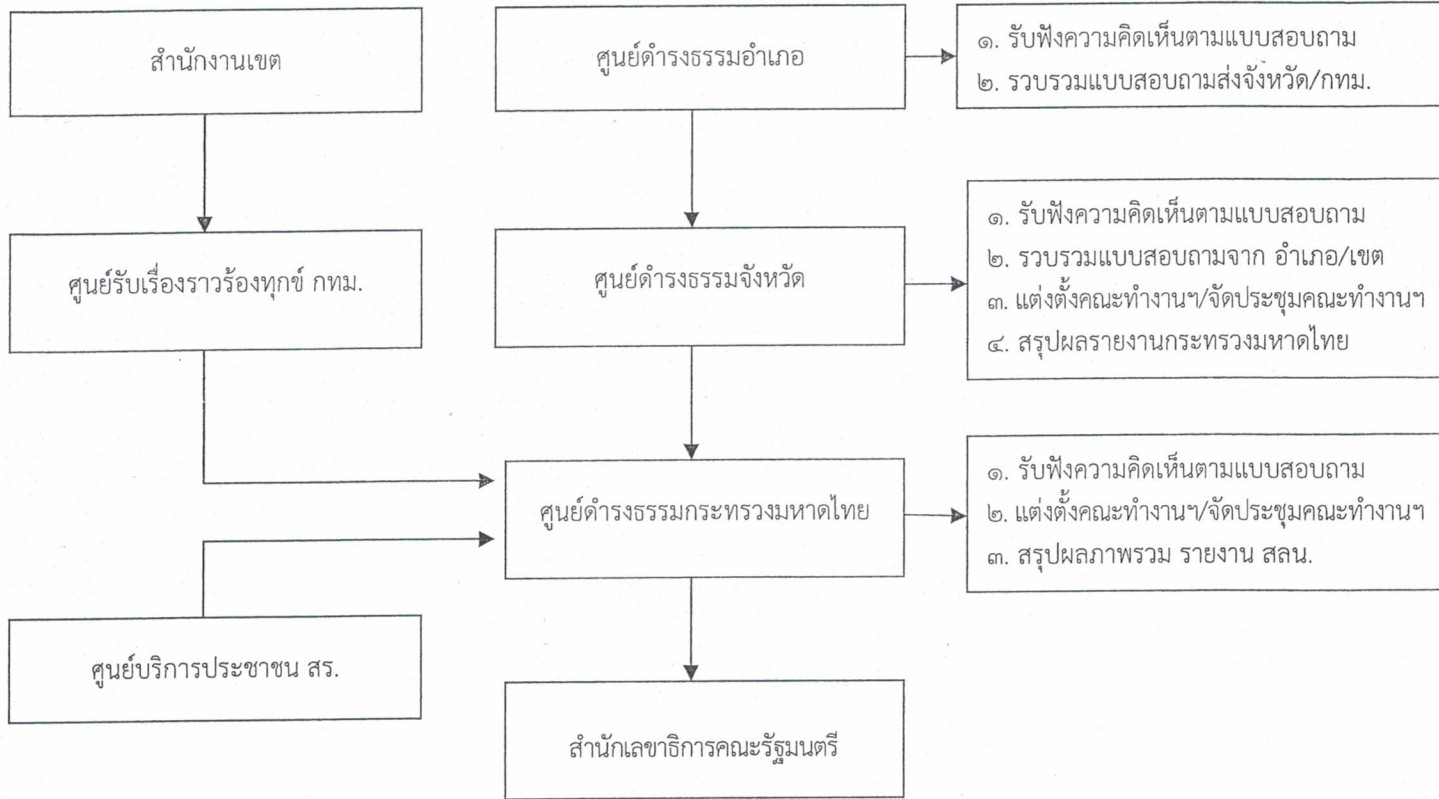 สำนักงานเขต
ศูนย์ดำรงธรรมอำเภอ
๑. รับฟังความคิดเห็นตามแบบสอบถาม
๒. รวบรวมแบบสอบถามส่งจังหวัด/กทม.
ศูนย์รับเรื่องราวร้องทุกข์ กทม.
ศูนย์ดำรงธรรมจังหวัด
๑. รับฟังความคิดเห็นตามแบบสอบถาม
๒. รวบรวมแบบสอบถามจาก อำเภอ/เขต
๓. แต่งตั้งคณะทำงานฯ/จัดประชุมคณะทำงานฯ
๔. สรุปผลรายงานกระทรวงมหาดไทย
ศูนย์ดำรงธรรมกระทรวงมหาดไทย
๑. รับฟังความคิดเห็นตามแบบสอบถาม
๒. แต่งตั้งคณะทำงานฯ/จัดประชุมคณะทำงานฯ
๓. สรุปผลภาพรวม รายงาน สลน.
ศูนย์บริการประชาชน สร.
สำนักเลขาธิการคณะรัฐมนตรี